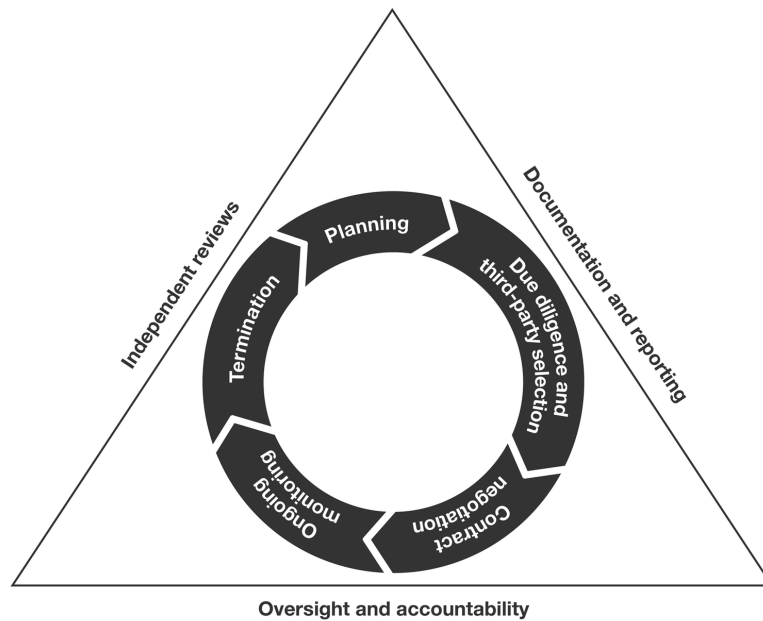 Independent reviews
Documentation and reporting
Planning
Due diligence and
third-party selection
Contract
negotiation
Ongoing
monitoring
Termination
Oversight and accountability